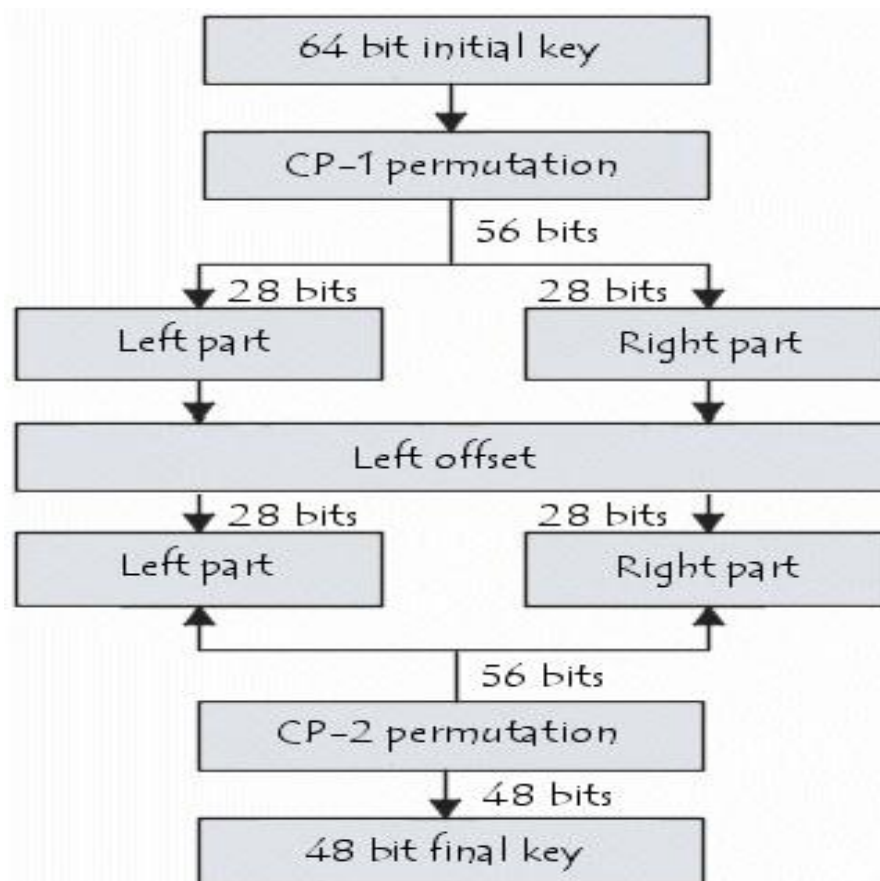 64 bit initial key
CP-1 permutation
56 bits
28 bits
28 bits
Left part
Right part
Left offset
28 bits
28 bits
Left part
Right part
56 bits
CP-2 permutation
48 bits
48 bit final key